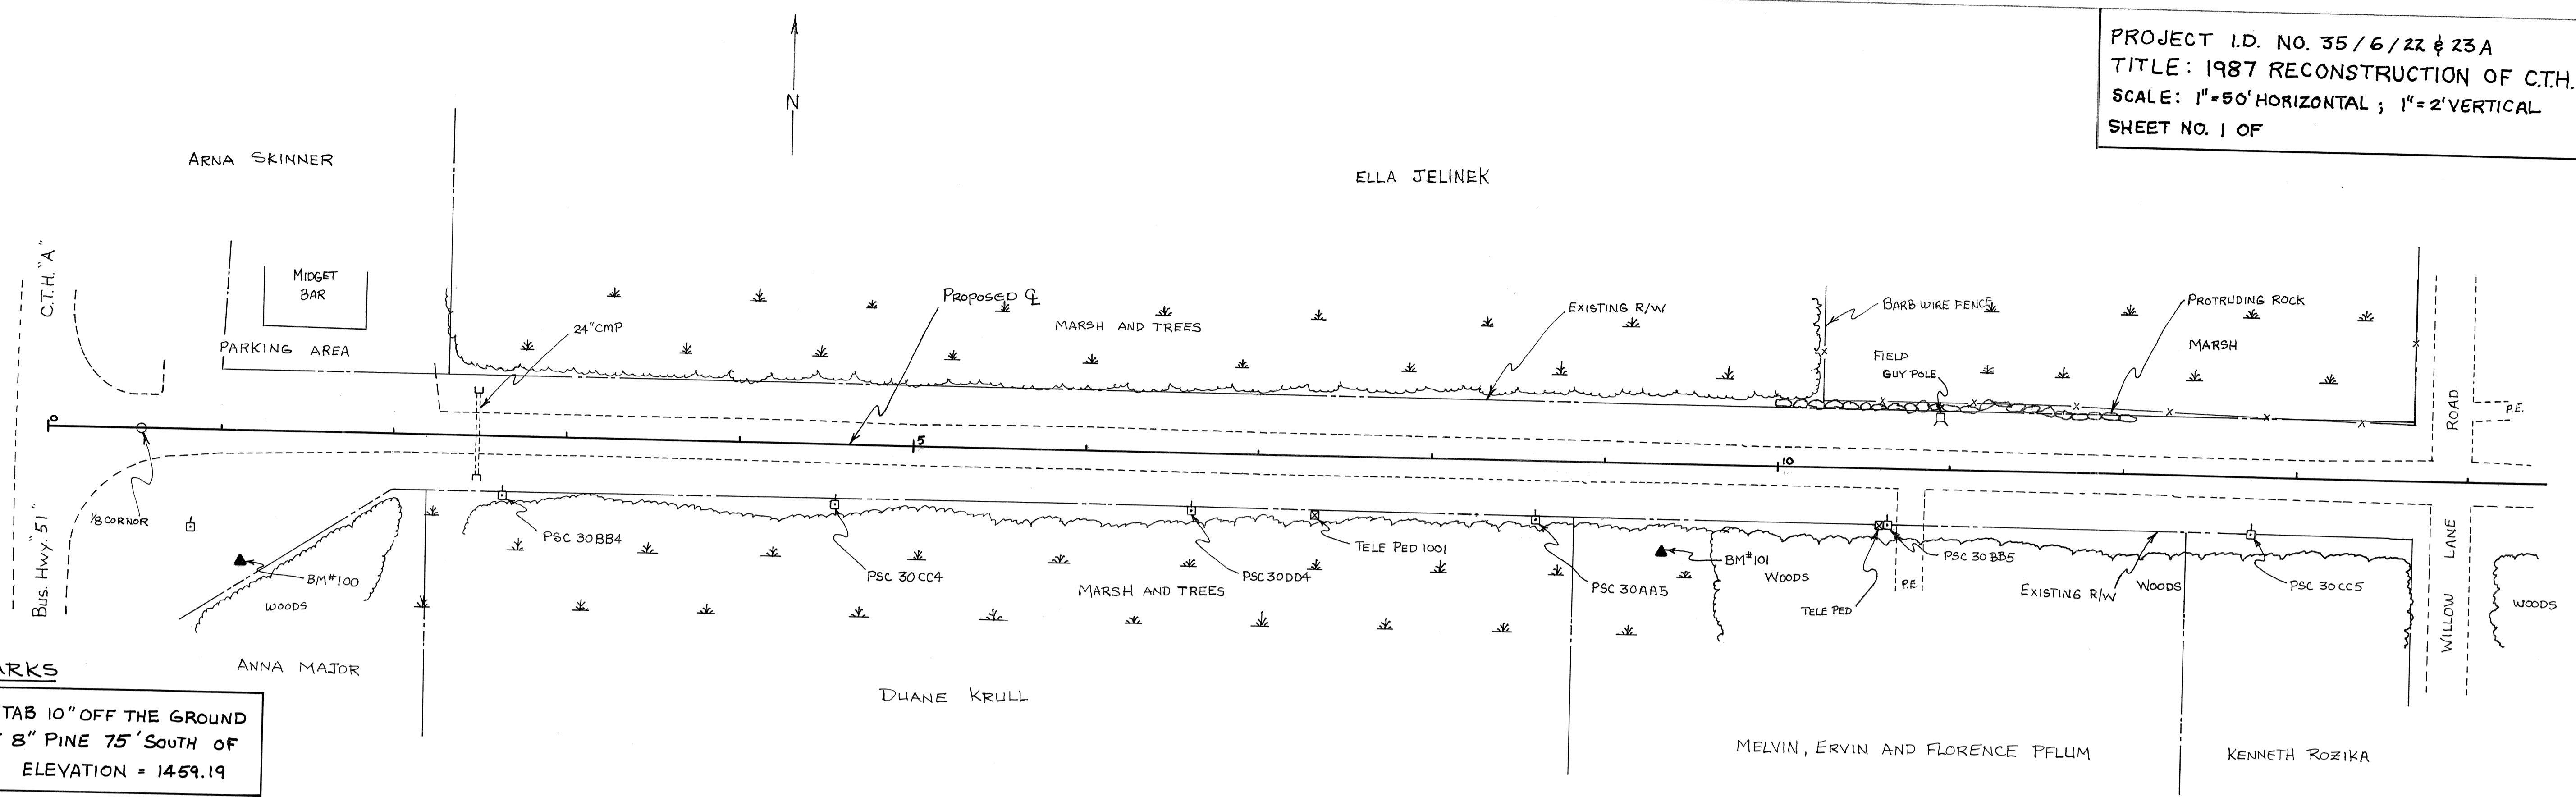 PROJECT I.D. NO. 35/6/22 & 23A
TITLE: 1987 RECONSTRUCTION OF C.T.H.
SCALE: 1"=50' HORIZONTAL ; 1"=2' VERTICAL
SHEET NO. 1 OF
N
ARNA SKINNER
ELLA JELINEK
C.T.H. "A"
MIDGET
BAR
PARKING AREA
24" CMP
PROPOSED ℄
MARSH AND TREES
EXISTING R/W
BARB WIRE FENCE
PROTRUDING ROCK
MARSH
FIELD
GUY POLE
ROAD
P.E.
0
5
10
1/8 CORNOR
BUS. HWY. "51"
BM#100
WOODS
PSC 30BB4
PSC 30CC4
PSC 30DD4
TELE PED 1001
MARSH AND TREES
PSC 30AA5
BM#101
WOODS
TELE PED
P.E.
PSC 30BB5
EXISTING R/W
WOODS
PSC 30CC5
WILLOW LANE
WOODS
ANNA MAJOR
DUANE KRULL
MELVIN, ERVIN AND FLORENCE PFLUM
KENNETH ROZIKA
ARKS
TAB 10" OFF THE GROUND
8" PINE 75' SOUTH OF
ELEVATION = 1459.19